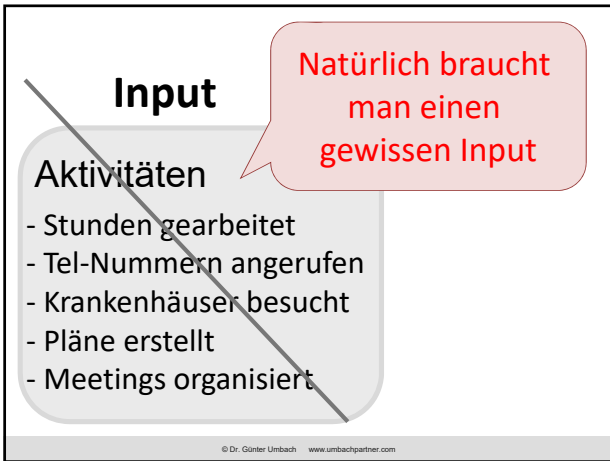 Input
Natürlich braucht
man einen
gewissen Input
Aktivitäten
- Stunden gearbeitet
- Tel-Nummern angerufen
- Krankenhäuser besucht
- Pläne erstellt
- Meetings organisiert
© Dr. Günter Umbach www.umbachpartner.com